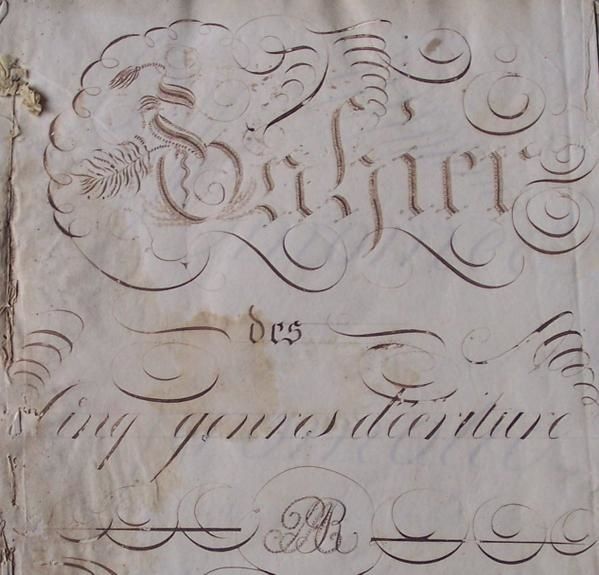 Cahier
des
Cinq genres d'écriture